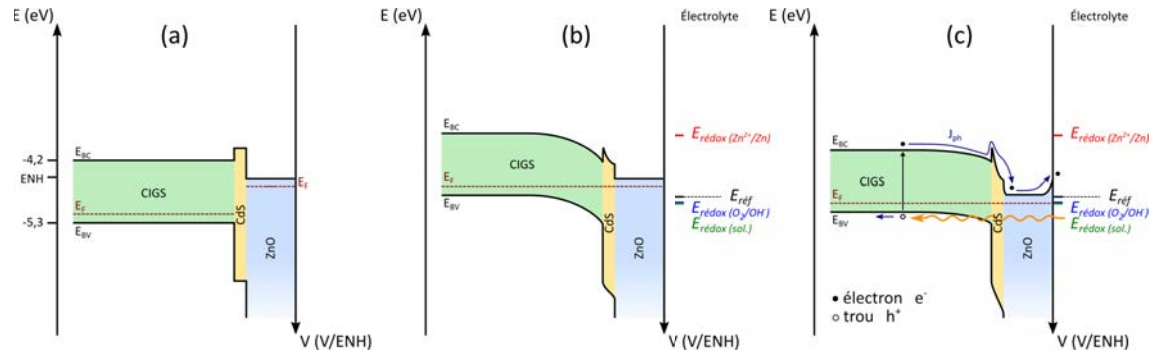 E (eV)
(a)
E_BC
-4,2
ENH
CIGS
E_F
E_F
-5,3
E_BV
CdS
ZnO
V (V/ENH)
E (eV)
(b)
Électrolyte
E_BC
CIGS
E_rédox (Zn²⁺/Zn)
E_F
E_BV
E_réf
E_rédox (O₂/OH⁻)
E_rédox (sol.)
CdS
ZnO
V (V/ENH)
E (eV)
(c)
Électrolyte
E_rédox (Zn²⁺/Zn)
J_ph
E_BC
CIGS
E_F
E_BV
E_réf
E_rédox (O₂/OH⁻)
E_rédox (sol.)
CdS
ZnO
électron e⁻
trou h⁺
V (V/ENH)